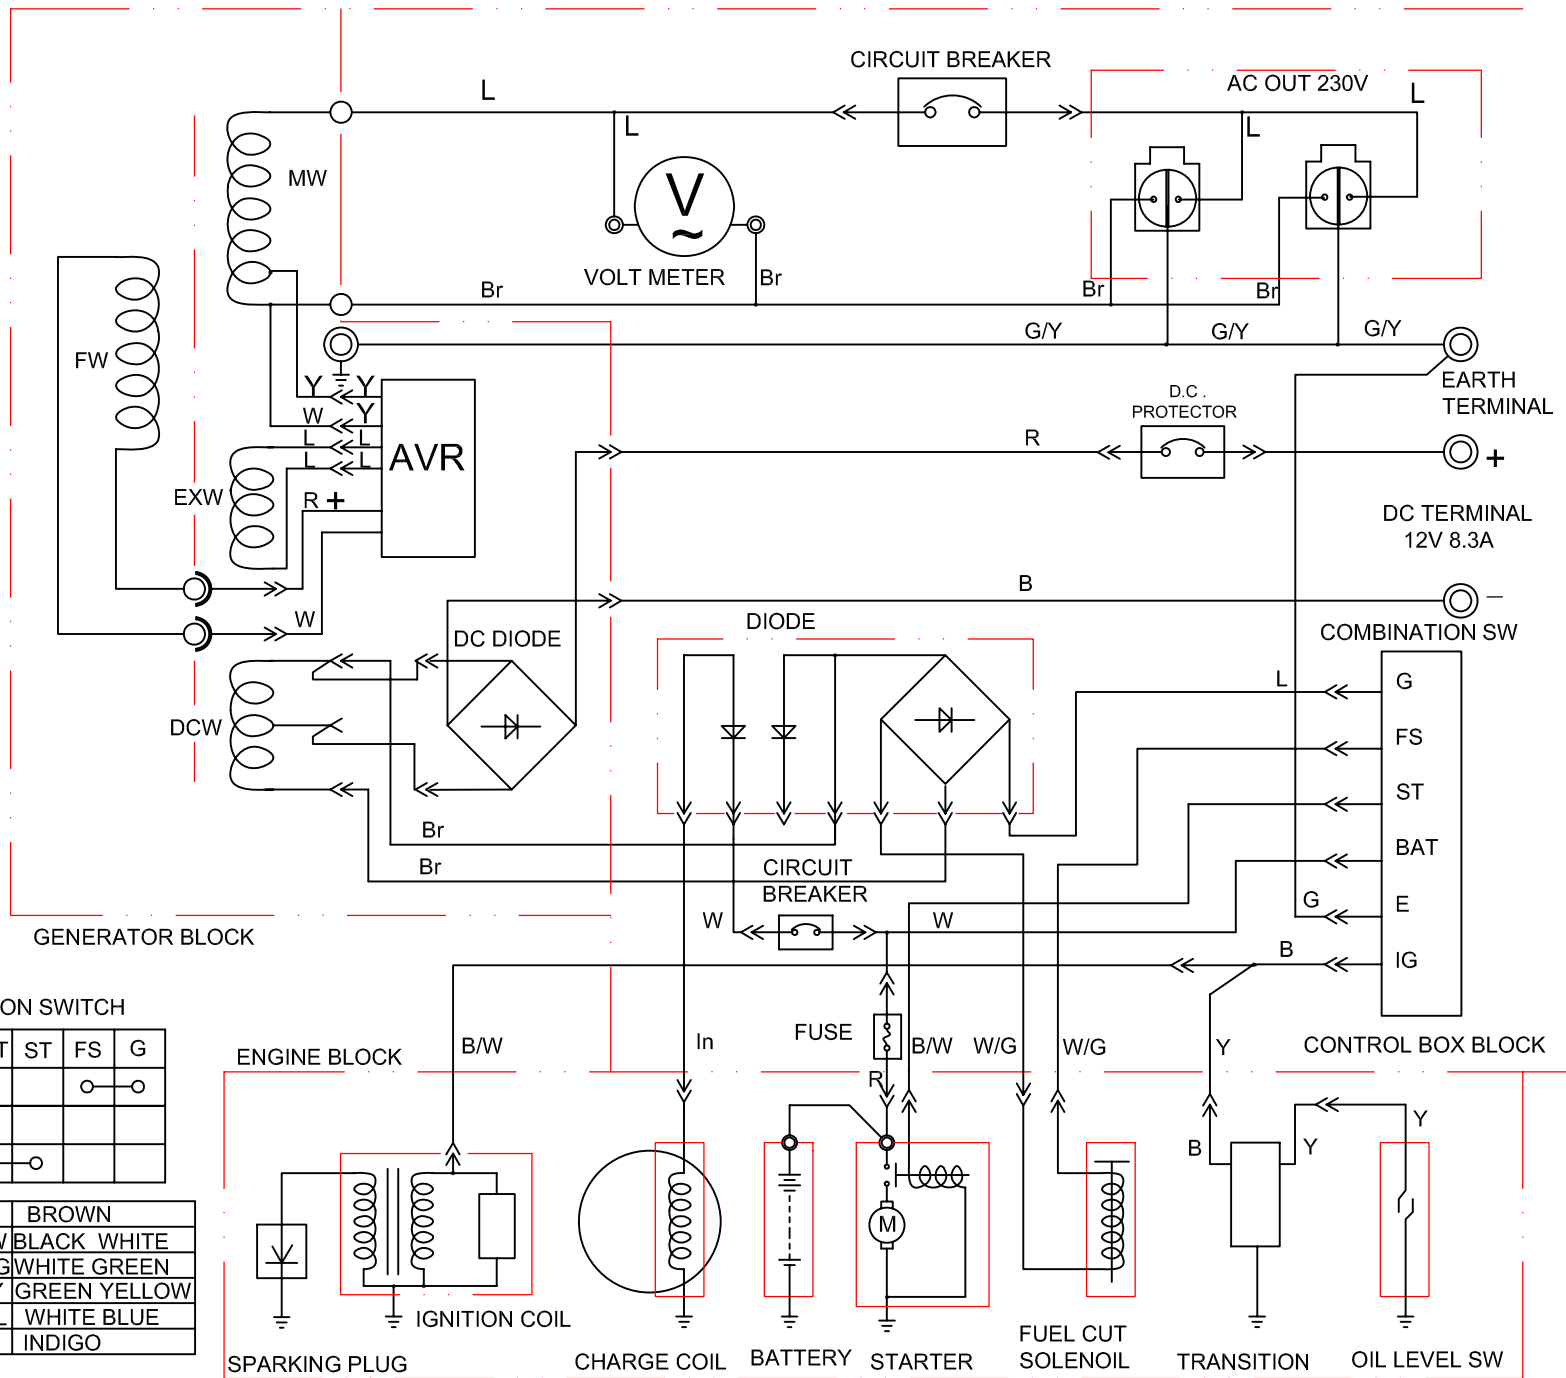 CIRCUIT BREAKER
AC OUT 230V
L
L
L
L
MW
V
~
VOLT METER
Br
Br
Br
Br
FW
G/Y
G/Y
G/Y
EARTH
TERMINAL
Y
Y
W
Y
L
L
L
L
AVR
EXW
R +
W
D.C .
PROTECTOR
R
+
DC TERMINAL
12V 8.3A
B
−
DC DIODE
DIODE
COMBINATION SW
DCW
L
G
FS
ST
BAT
E
IG
Br
Br
CIRCUIT
BREAKER
W
W
G
B
GENERATOR BLOCK
ON SWITCH
T
ST
FS
G
ENGINE BLOCK
B/W
In
FUSE
R
B/W
W/G
W/G
Y
CONTROL BOX BLOCK
B
Y
Y
M
BROWN
W BLACK WHITE
G WHITE GREEN
Y GREEN YELLOW
L WHITE BLUE
INDIGO
IGNITION COIL
SPARKING PLUG
CHARGE COIL
BATTERY
STARTER
FUEL CUT
SOLENOIL
TRANSITION
OIL LEVEL SW